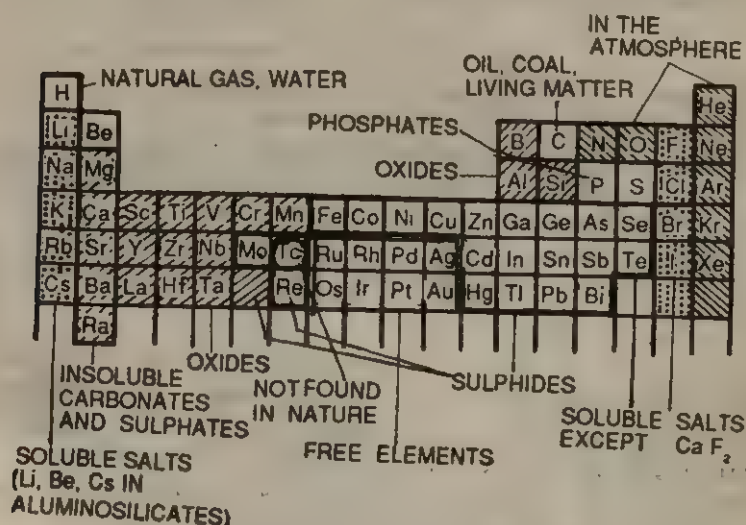 IN THE
ATMOSPHERE
OIL, COAL,
LIVING MATTER
NATURAL GAS, WATER
PHOSPHATES
OXIDES
H He
Li Be B C N O F Ne
Na Mg Al Si P S Cl Ar
K Ca Sc Ti V Cr Mn Fe Co Ni Cu Zn Ga Ge As Se Br Kr
Rb Sr Y Zr Nb Mo Tc Ru Rh Pd Ag Cd In Sn Sb Te I Xe
Cs Ba La Hf Ta Re Os Ir Pt Au Hg Tl Pb Bi
Ra
OXIDES
INSOLUBLE
CARBONATES
AND SULPHATES
NOT FOUND
IN NATURE
SULPHIDES
FREE ELEMENTS
SOLUBLE SALTS
EXCEPT Ca F₂
SOLUBLE SALTS
(Li, Be, Cs IN
ALUMINOSILICATES)